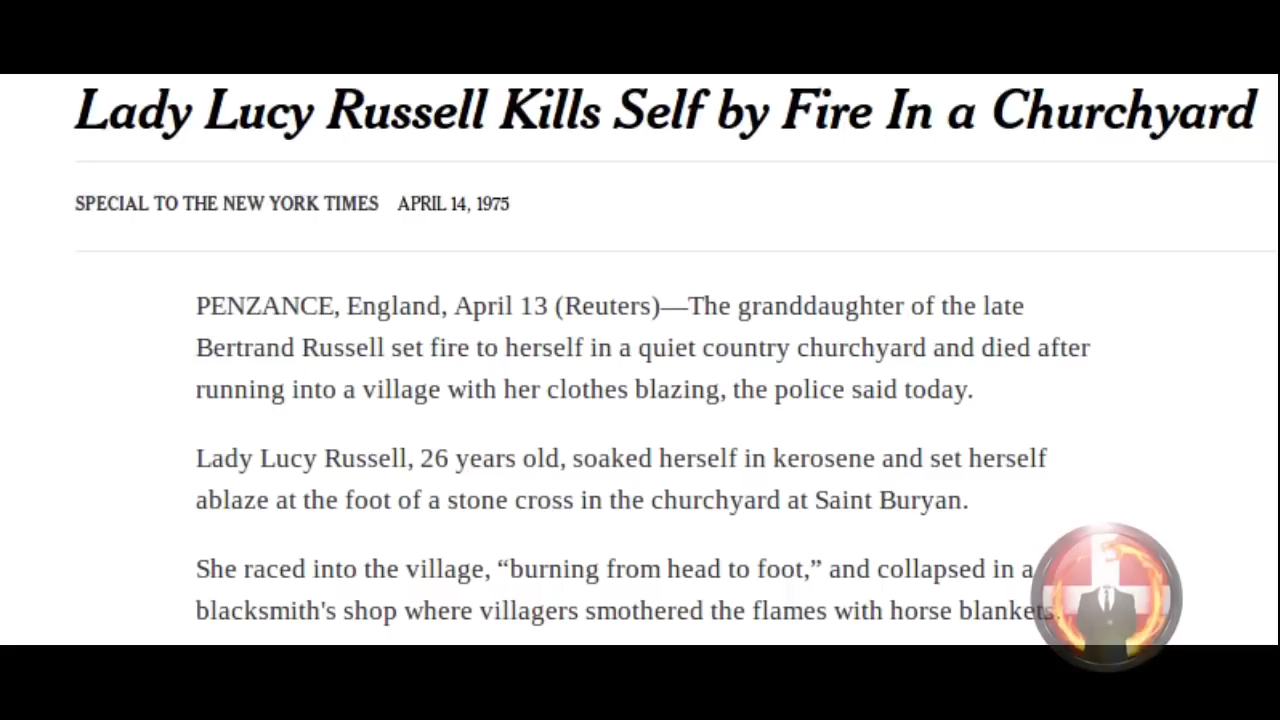 Lady Lucy Russell Kills Self by Fire In a Churchyard
SPECIAL TO THE NEW YORK TIMES APRIL 14, 1975
PENZANCE, England, April 13 (Reuters)—The granddaughter of the late
Bertrand Russell set fire to herself in a quiet country churchyard and died after
running into a village with her clothes blazing, the police said today.
Lady Lucy Russell, 26 years old, soaked herself in kerosene and set herself
ablaze at the foot of a stone cross in the churchyard at Saint Buryan.
She raced into the village, “burning from head to foot,” and collapsed in a
blacksmith's shop where villagers smothered the flames with horse blankets.